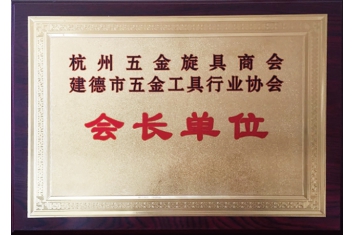 杭州五金旋具商会
建德市五金工具行业协会
会长单位